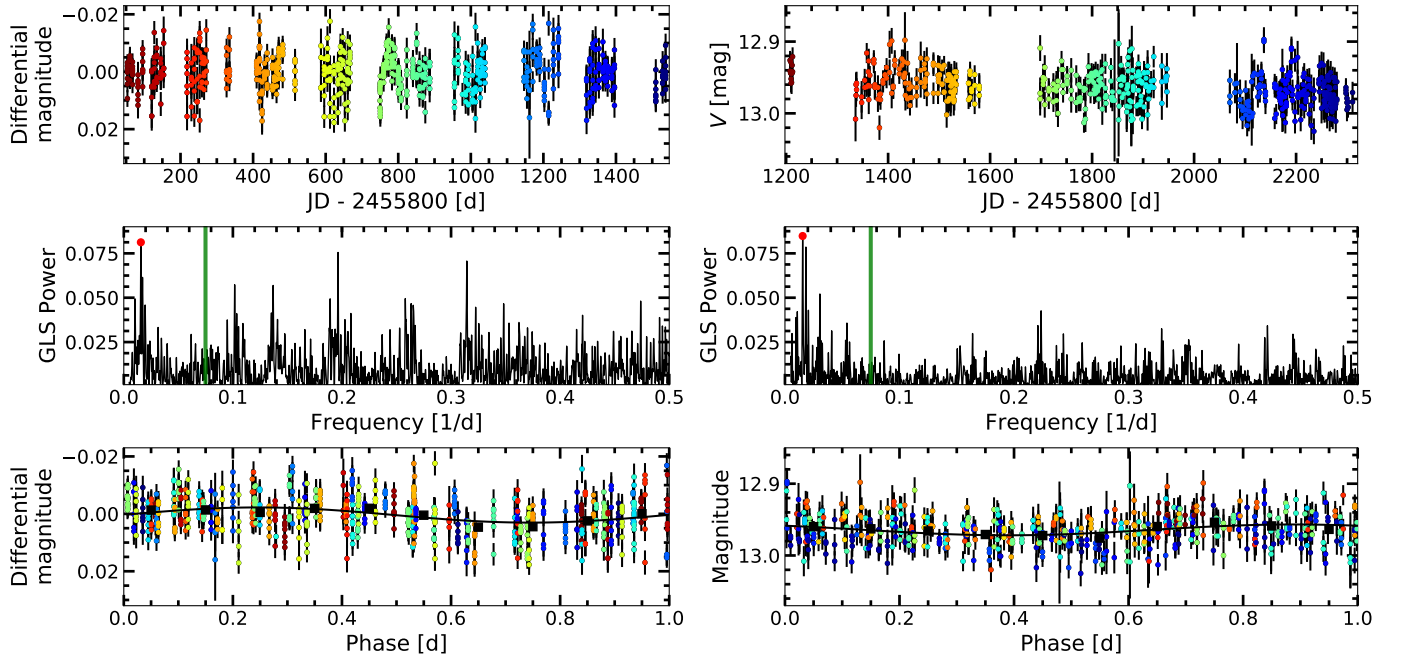 Differential magnitude
−0.02
0.00
0.02
200 400 600 800 1000 1200 1400
JD - 2455800 [d]
V [mag]
12.9
13.0
1200 1400 1600 1800 2000 2200
JD - 2455800 [d]
GLS Power
0.075
0.050
0.025
0.0 0.1 0.2 0.3 0.4 0.5
Frequency [1/d]
GLS Power
0.075
0.050
0.025
0.0 0.1 0.2 0.3 0.4 0.5
Frequency [1/d]
Differential magnitude
−0.02
0.00
0.02
0.0 0.2 0.4 0.6 0.8 1.0
Phase [d]
Magnitude
12.9
13.0
0.0 0.2 0.4 0.6 0.8 1.0
Phase [d]